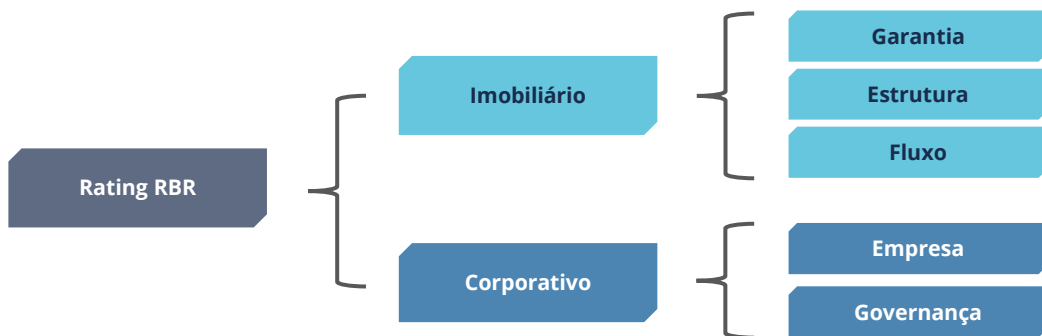 Rating RBR
Imobiliário
Garantia
Estrutura
Fluxo
Corporativo
Empresa
Governança